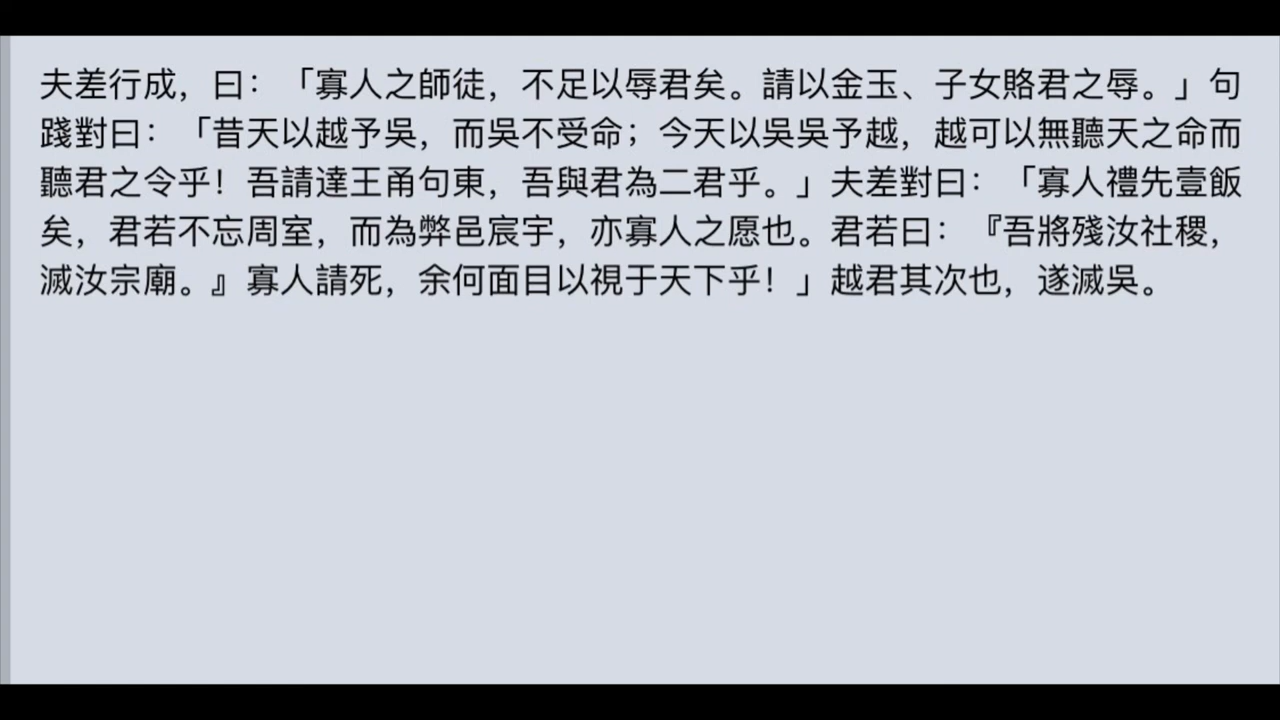 夫差行成，曰：「寡人之師徒，不足以辱君矣。請以金玉、子女賂君之辱。」句
踐對曰：「昔天以越予吳，而吳不受命；今天以吳吳予越，越可以無聽天之命而
聽君之令乎！吾請達王甬句東，吾與君為二君乎。」夫差對曰：「寡人禮先壹飯
矣，君若不忘周室，而為弊邑宸宇，亦寡人之愿也。君若曰：『吾將殘汝社稷，
滅汝宗廟。』寡人請死，余何面目以視于天下乎！」越君其次也，遂滅吳。